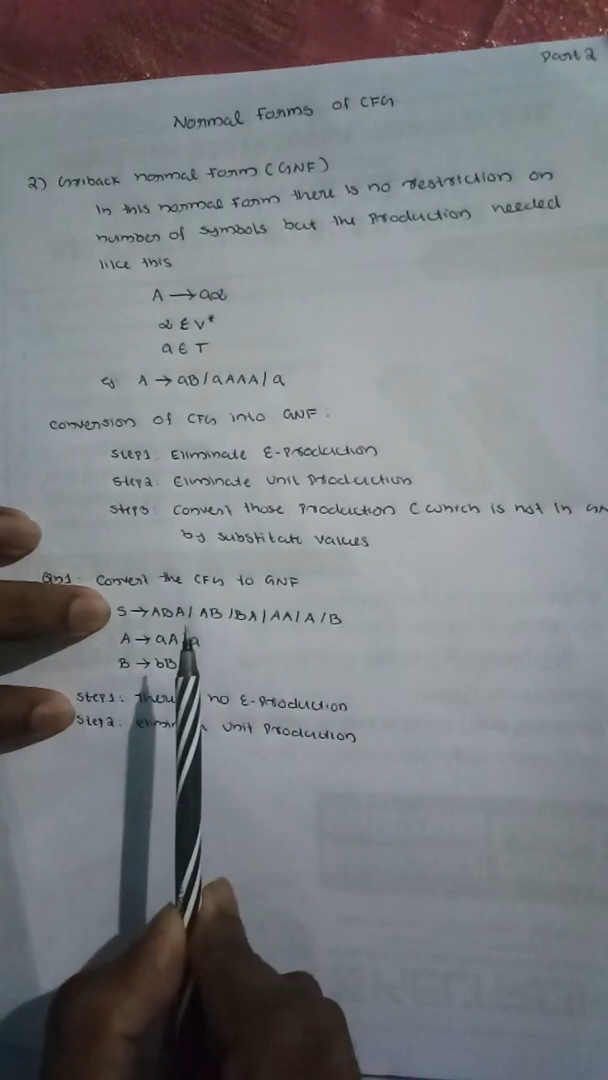 Part 2
Normal Forms of CFG
2) Griback normal Form (GNF)
In this normal Form there is no restriction on
number of symbols but the Production needed
like this
A → aα
α ∈ V*
a ∈ T
eg A → aB/aAAA/a
Conversion of CFG into GNF:
Step1: Eliminate ε-Production
Step2: Eliminate Unit Production
Step3: Convert those Production (which is not in GN
by substitute values
Qns1: Convert the CFG to GNF
S → ABA/ AB /BA/ AA/ A / B
A → aA/a
B → bB
Step1: There no ε-Production
Step2: Unit Production